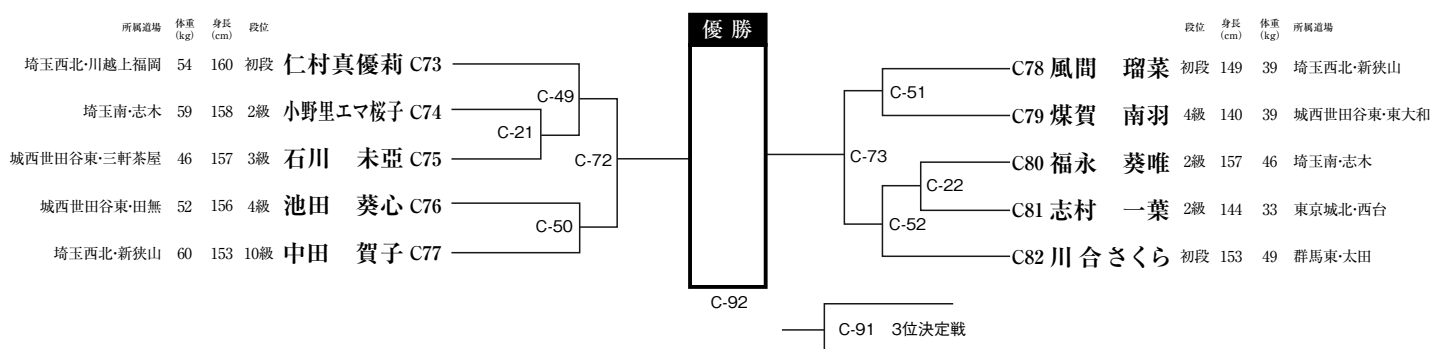 優勝
所属道場 体重(kg) 身長(cm) 段位
埼玉西北・川越上福岡 54 160 初段 仁村真優莉 C73
埼玉南・志木 59 158 2級 小野里エマ桜子 C74
城西世田谷東・三軒茶屋 46 157 3級 石川 未亞 C75
城西世田谷東・田無 52 156 4級 池田 葵心 C76
埼玉西北・新狭山 60 153 10級 中田 賀子 C77
C-49
C-21
C-72
C-50
段位 身長(cm) 体重(kg) 所属道場
C78 風間 瑠菜 初段 149 39 埼玉西北・新狭山
C79 煤賀 南羽 4級 140 39 城西世田谷東・東大和
C80 福永 葵唯 2級 157 46 埼玉南・志木
C81 志村 一葉 2級 144 33 東京城北・西台
C82 川合さくら 初段 153 49 群馬東・太田
C-51
C-73
C-22
C-52
C-92
C-91 3位決定戦